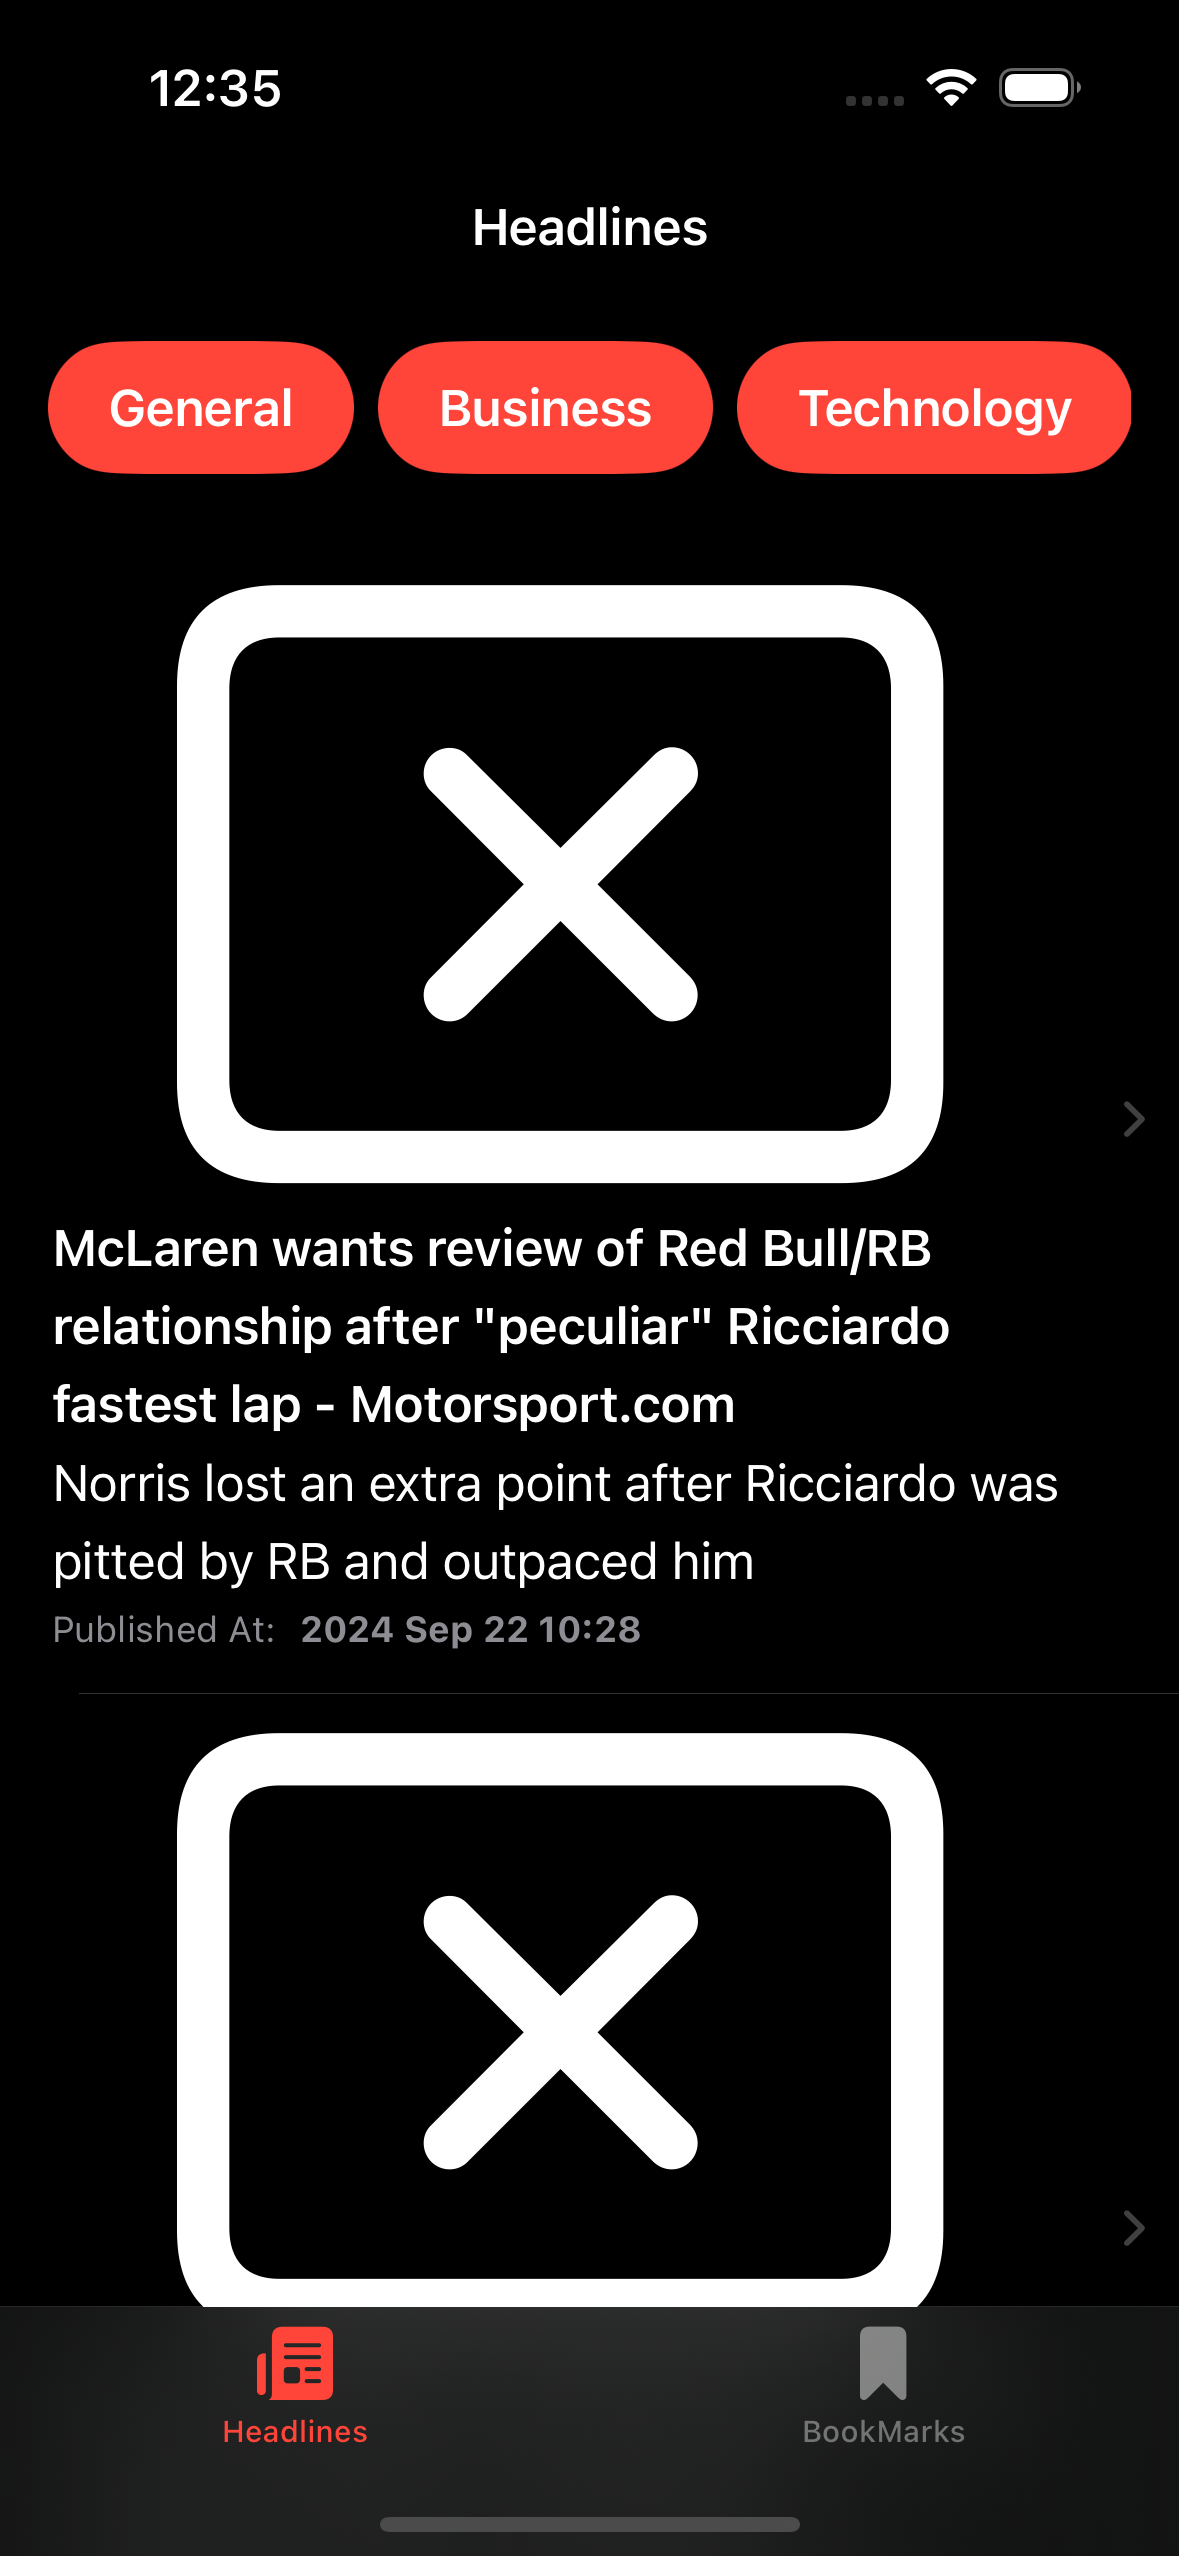 12:35
Headlines
General
Business
Technology
McLaren wants review of Red Bull/RB
relationship after "peculiar" Ricciardo
fastest lap - Motorsport.com
Norris lost an extra point after Ricciardo was
pitted by RB and outpaced him
Published At: 2024 Sep 22 10:28
Headlines
BookMarks